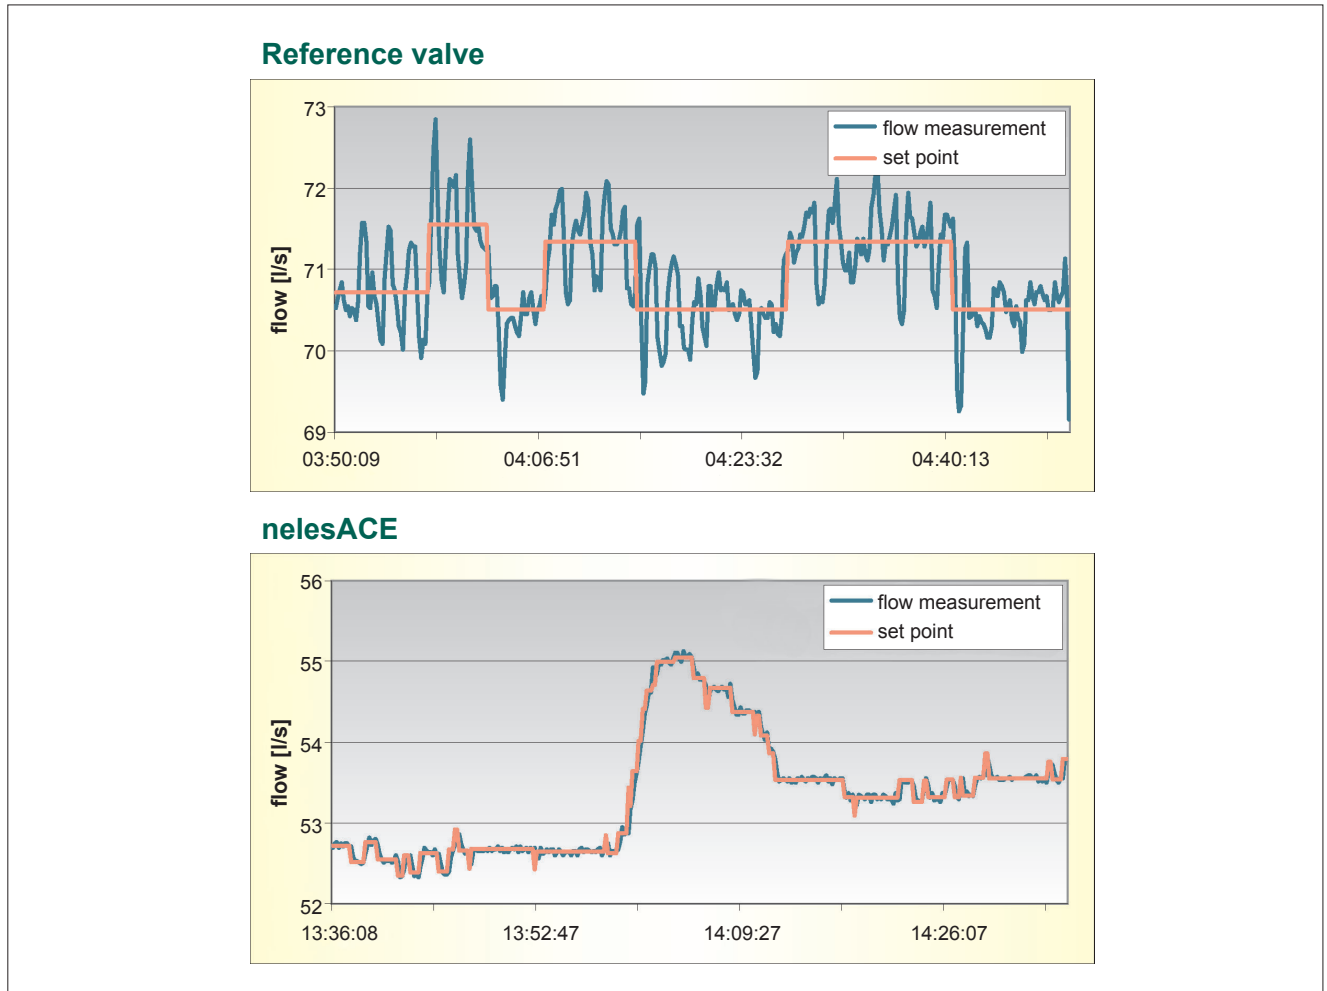 Reference valve
73
72
71
70
69
flow [l/s]
flow measurement
set point
03:50:09
04:06:51
04:23:32
04:40:13
nelesACE
56
55
54
53
52
flow [l/s]
flow measurement
set point
13:36:08
13:52:47
14:09:27
14:26:07